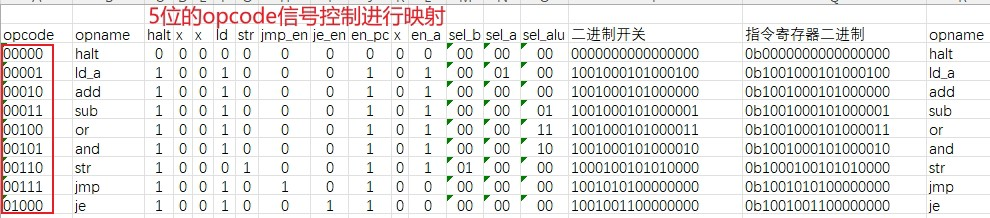 5位的opcode信号控制进行映射
opcode opname halt x x ld str jmp_en je_en en_pc x en_a sel_b sel_a sel_alu 二进制开关 指令寄存器二进制 opname
00000 halt 0 0 0 0 0 0 0 0 0 0 00 00 00 0000000000000000 0b0000000000000000 halt
00001 ld_a 1 0 0 1 0 0 0 1 0 1 00 01 00 1001000101000100 0b1001000101000100 ld_a
00010 add 1 0 0 1 0 0 0 1 0 1 00 00 00 1001000101000000 0b1001000101000000 add
00011 sub 1 0 0 1 0 0 0 1 0 1 00 00 01 1001000101000001 0b1001000101000001 sub
00100 or 1 0 0 1 0 0 0 1 0 1 00 00 11 1001000101000011 0b1001000101000011 or
00101 and 1 0 0 1 0 0 0 1 0 1 00 00 10 1001000101000010 0b1001000101000010 and
00110 str 1 0 0 0 1 0 0 1 0 1 01 00 00 1000100101010000 0b1000100101010000 str
00111 jmp 1 0 0 1 0 1 0 1 0 0 00 00 00 1001010100000000 0b1001010100000000 jmp
01000 je 1 0 0 1 0 0 1 1 0 0 00 00 00 1001001100000000 0b1001001100000000 je